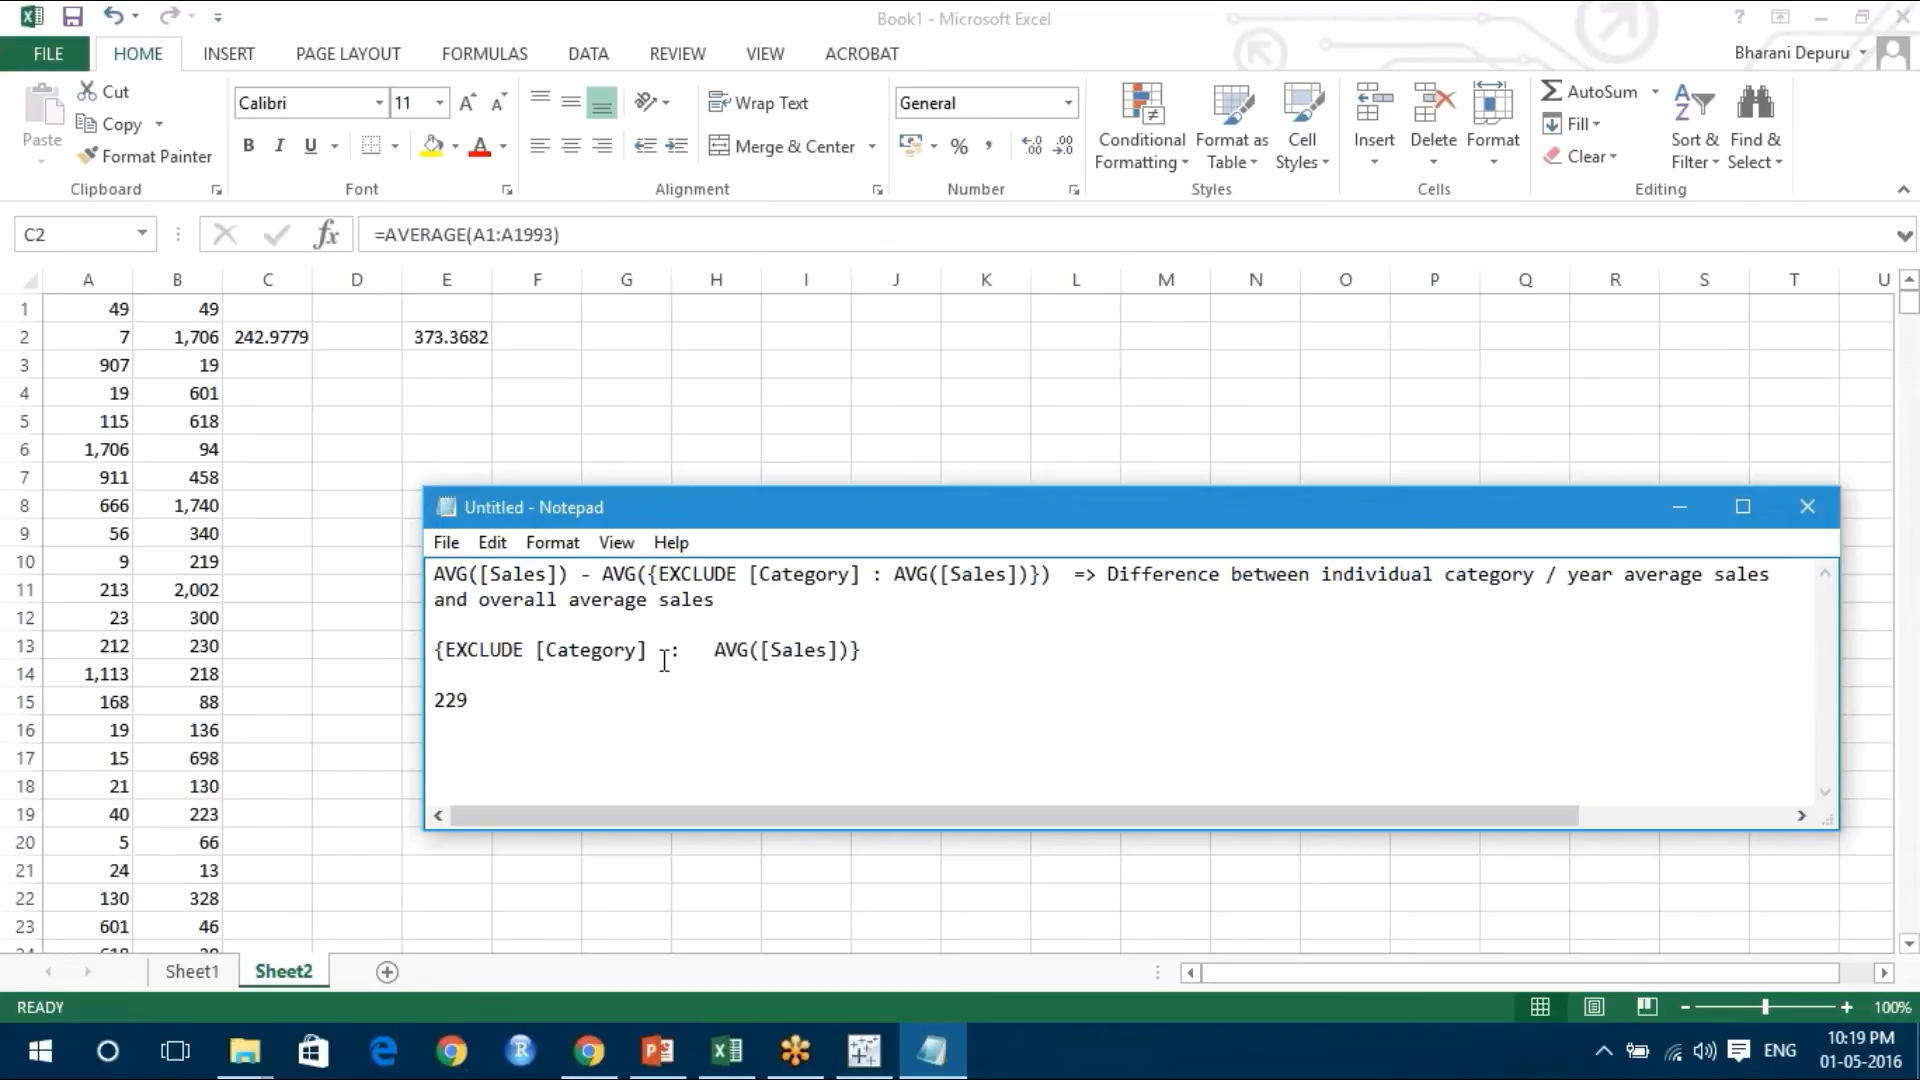 Book1 - Microsoft Excel
?
FILE HOME INSERT PAGE LAYOUT FORMULAS DATA REVIEW VIEW ACROBAT
Bharani Depuru
Paste
Cut
Copy
Format Painter
Clipboard
Calibri 11
B I U
Font
Wrap Text
Merge & Center
Alignment
General
%
Number
Conditional Formatting
Format as Table
Cell Styles
Styles
Insert
Delete
Format
Cells
AutoSum
Fill
Clear
Sort & Filter
Find & Select
Editing
C2
fx
=AVERAGE(A1:A1993)
A B C D E F G H I J K L M N O P Q R S T U
1 49 49
2 7 1,706 242.9779 373.3682
3 907 19
4 19 601
5 115 618
6 1,706 94
7 911 458
8 666 1,740
9 56 340
10 9 219
11 213 2,002
12 23 300
13 212 230
14 1,113 218
15 168 88
16 19 136
17 15 698
18 21 130
19 40 223
20 5 66
21 24 13
22 130 328
23 601 46
Untitled - Notepad
File Edit Format View Help
AVG([Sales]) - AVG({EXCLUDE [Category] : AVG([Sales])}) => Difference between individual category / year average sales
and overall average sales
{EXCLUDE [Category] : AVG([Sales])}
229
Sheet1 Sheet2
READY
100%
ENG
10:19 PM
01-05-2016